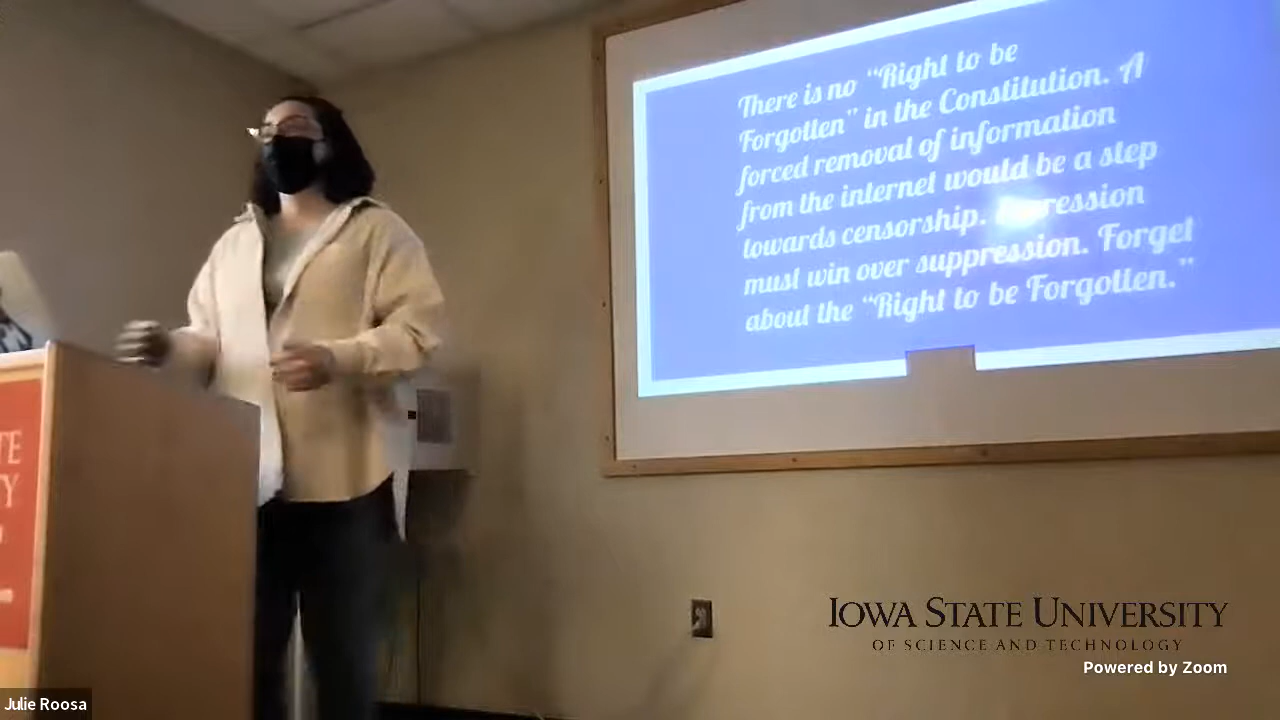 There is no “Right to be
Forgotten” in the Constitution. A
forced removal of information
from the internet would be a step
towards censorship.
must win over suppression. Forget
about the “Right to be Forgotten.”
IOWA STATE UNIVERSITY
OF SCIENCE AND TECHNOLOGY
Powered by Zoom
Julie Roosa